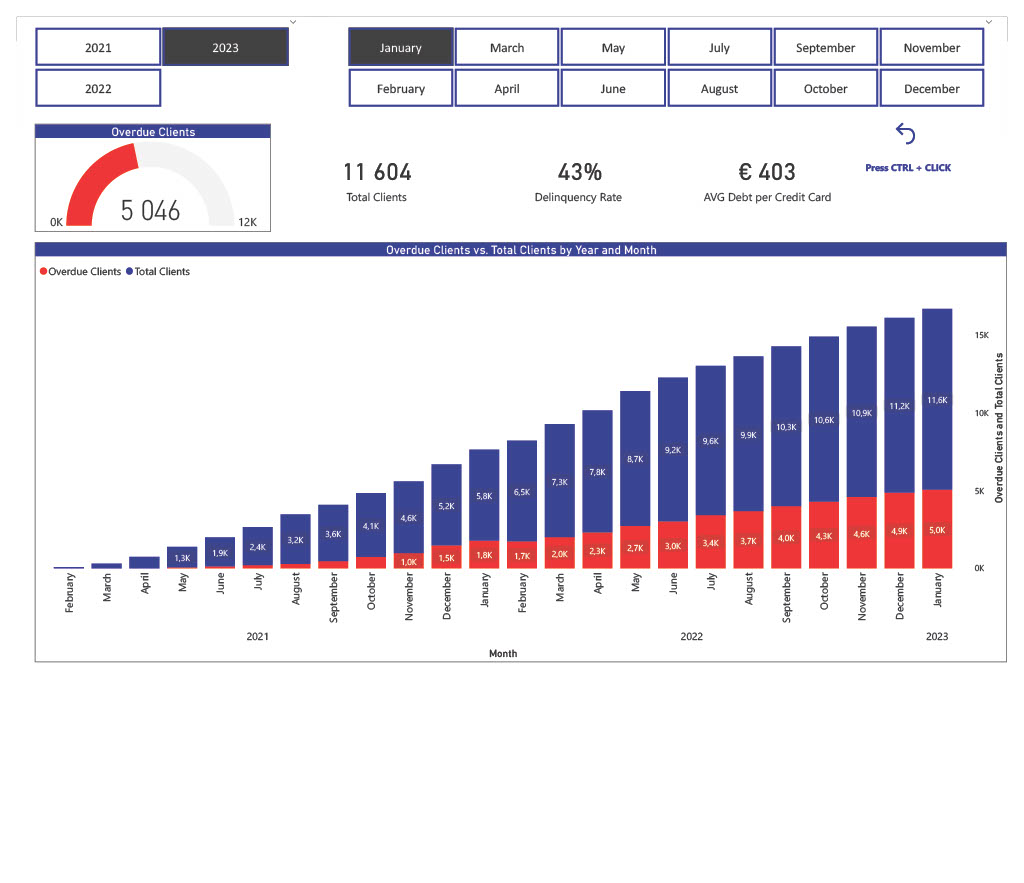 2021
2023
January
March
May
July
September
November
2022
February
April
June
August
October
December
Overdue Clients
5 046
0K
12K
11 604
Total Clients
43%
Delinquency Rate
€ 403
AVG Debt per Credit Card
Press CTRL + CLICK
Overdue Clients vs. Total Clients by Year and Month
Overdue Clients
Total Clients
1,3K
1,9K
2,4K
3,2K
3,6K
4,1K
4,6K
5,2K
5,8K
6,5K
7,3K
7,8K
8,7K
9,2K
9,6K
9,9K
10,3K
10,6K
10,9K
11,2K
11,6K
1,0K
1,5K
1,8K
1,7K
2,0K
2,3K
2,7K
3,0K
3,4K
3,7K
4,0K
4,3K
4,6K
4,9K
5,0K
15K
10K
5K
0K
Overdue Clients and Total Clients
February
March
April
May
June
July
August
September
October
November
December
January
February
March
April
May
June
July
August
September
October
November
December
January
2021
2022
2023
Month